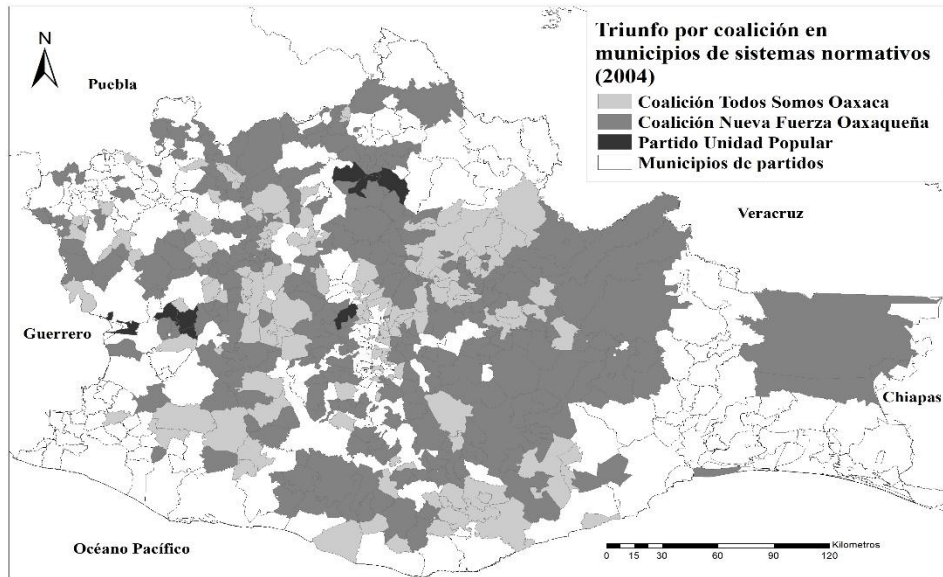 N
Triunfo por coalición en
municipios de sistemas normativos
(2004)
Coalición Todos Somos Oaxaca
Coalición Nueva Fuerza Oaxaqueña
Partido Unidad Popular
Municipios de partidos
Puebla
Veracruz
Guerrero
Chiapas
Océano Pacífico
Kilometros
0 15 30 60 90 120